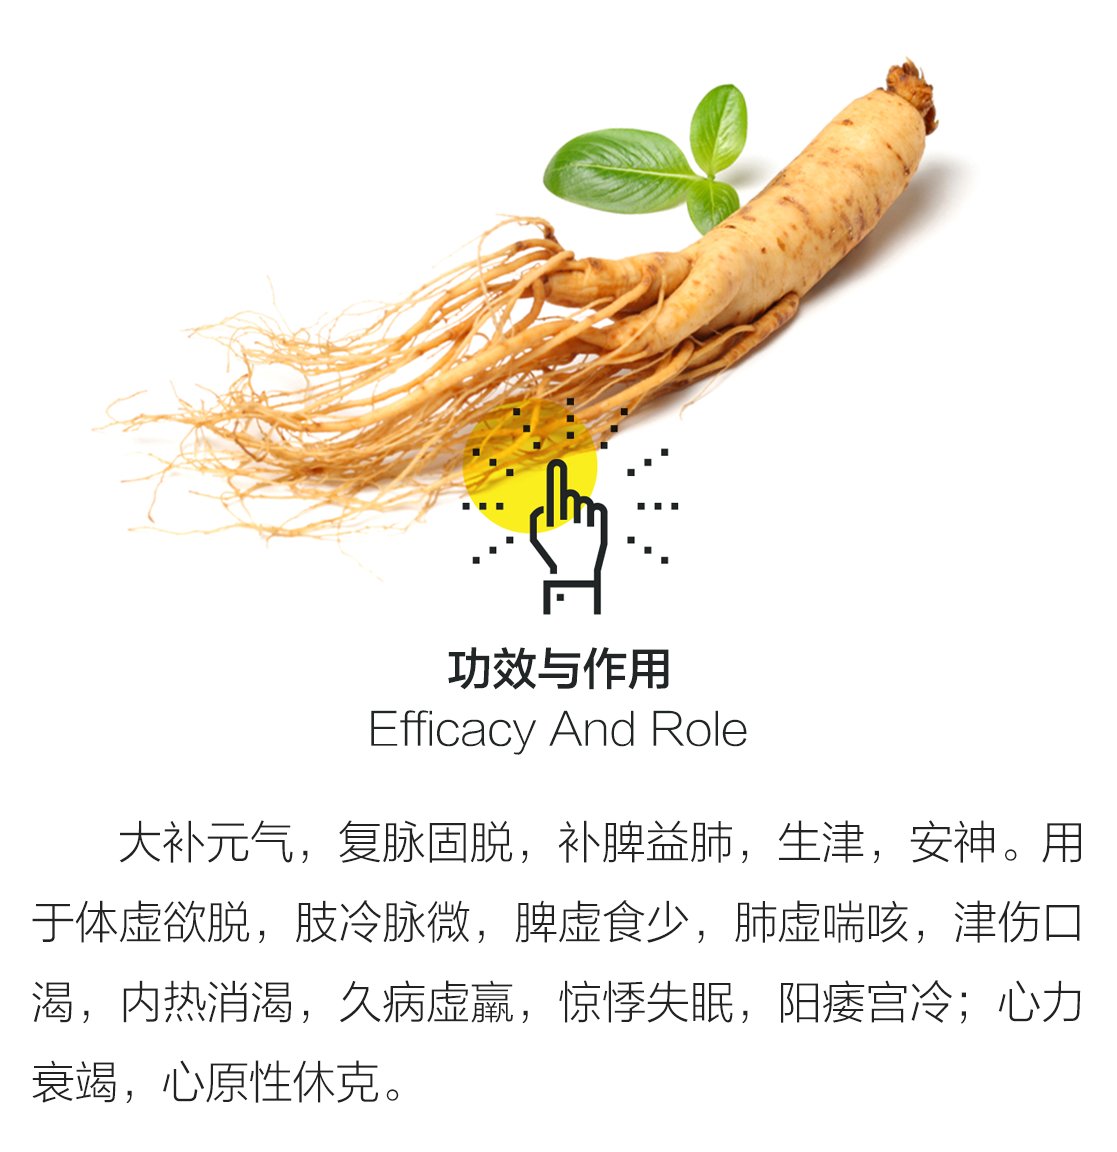 功效与作用
Efficacy And Role
大补元气，复脉固脱，补脾益肺，生津，安神。用
于体虚欲脱，肢冷脉微，脾虚食少，肺虚喘咳，津伤口
渴，内热消渴，久病虚羸，惊悸失眠，阳痿宫冷；心力
衰竭，心原性休克。